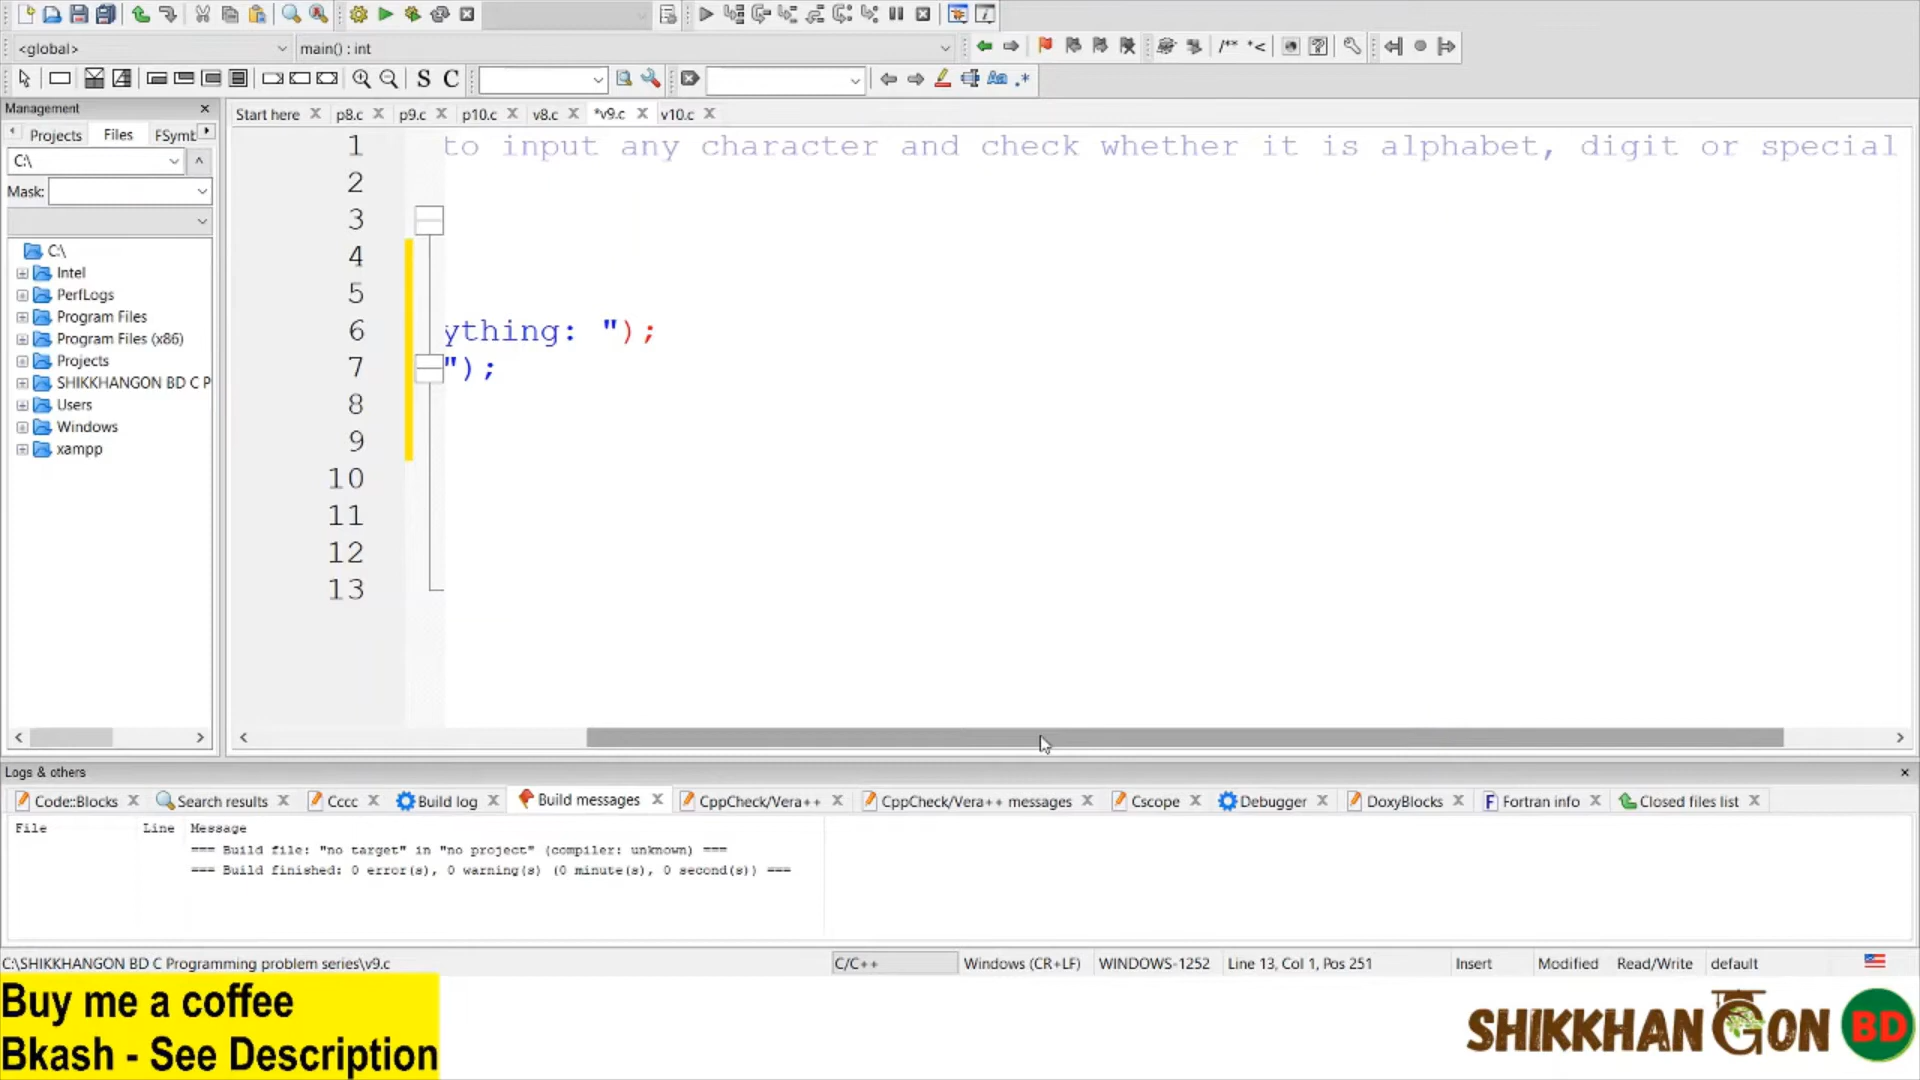 <global>
main() : int
/** *<
S C
Aa .*
Management
Projects Files FSymb
C:\
Mask:
C:\
Intel
PerfLogs
Program Files
Program Files (x86)
Projects
SHIKKHANGON BD C P
Users
Windows
xampp
Start here p8.c p9.c p10.c v8.c *v9.c v10.c
1 to input any character and check whether it is alphabet, digit or special
2
3
4
5
6 ything: ");
7 ");
8
9
10
11
12
13
Logs & others
Code::Blocks Search results Cccc Build log Build messages CppCheck/Vera++ CppCheck/Vera++ messages Cscope Debugger DoxyBlocks Fortran info Closed files list
File Line Message
=== Build file: "no target" in "no project" (compiler: unknown) ===
=== Build finished: 0 error(s), 0 warning(s) (0 minute(s), 0 second(s)) ===
C:\SHIKKHANGON BD C Programming problem series\v9.c C/C++ Windows (CR+LF) WINDOWS-1252 Line 13, Col 1, Pos 251 Insert Modified Read/Write default
Buy me a coffee
Bkash - See Description
SHIKKHANGON BD